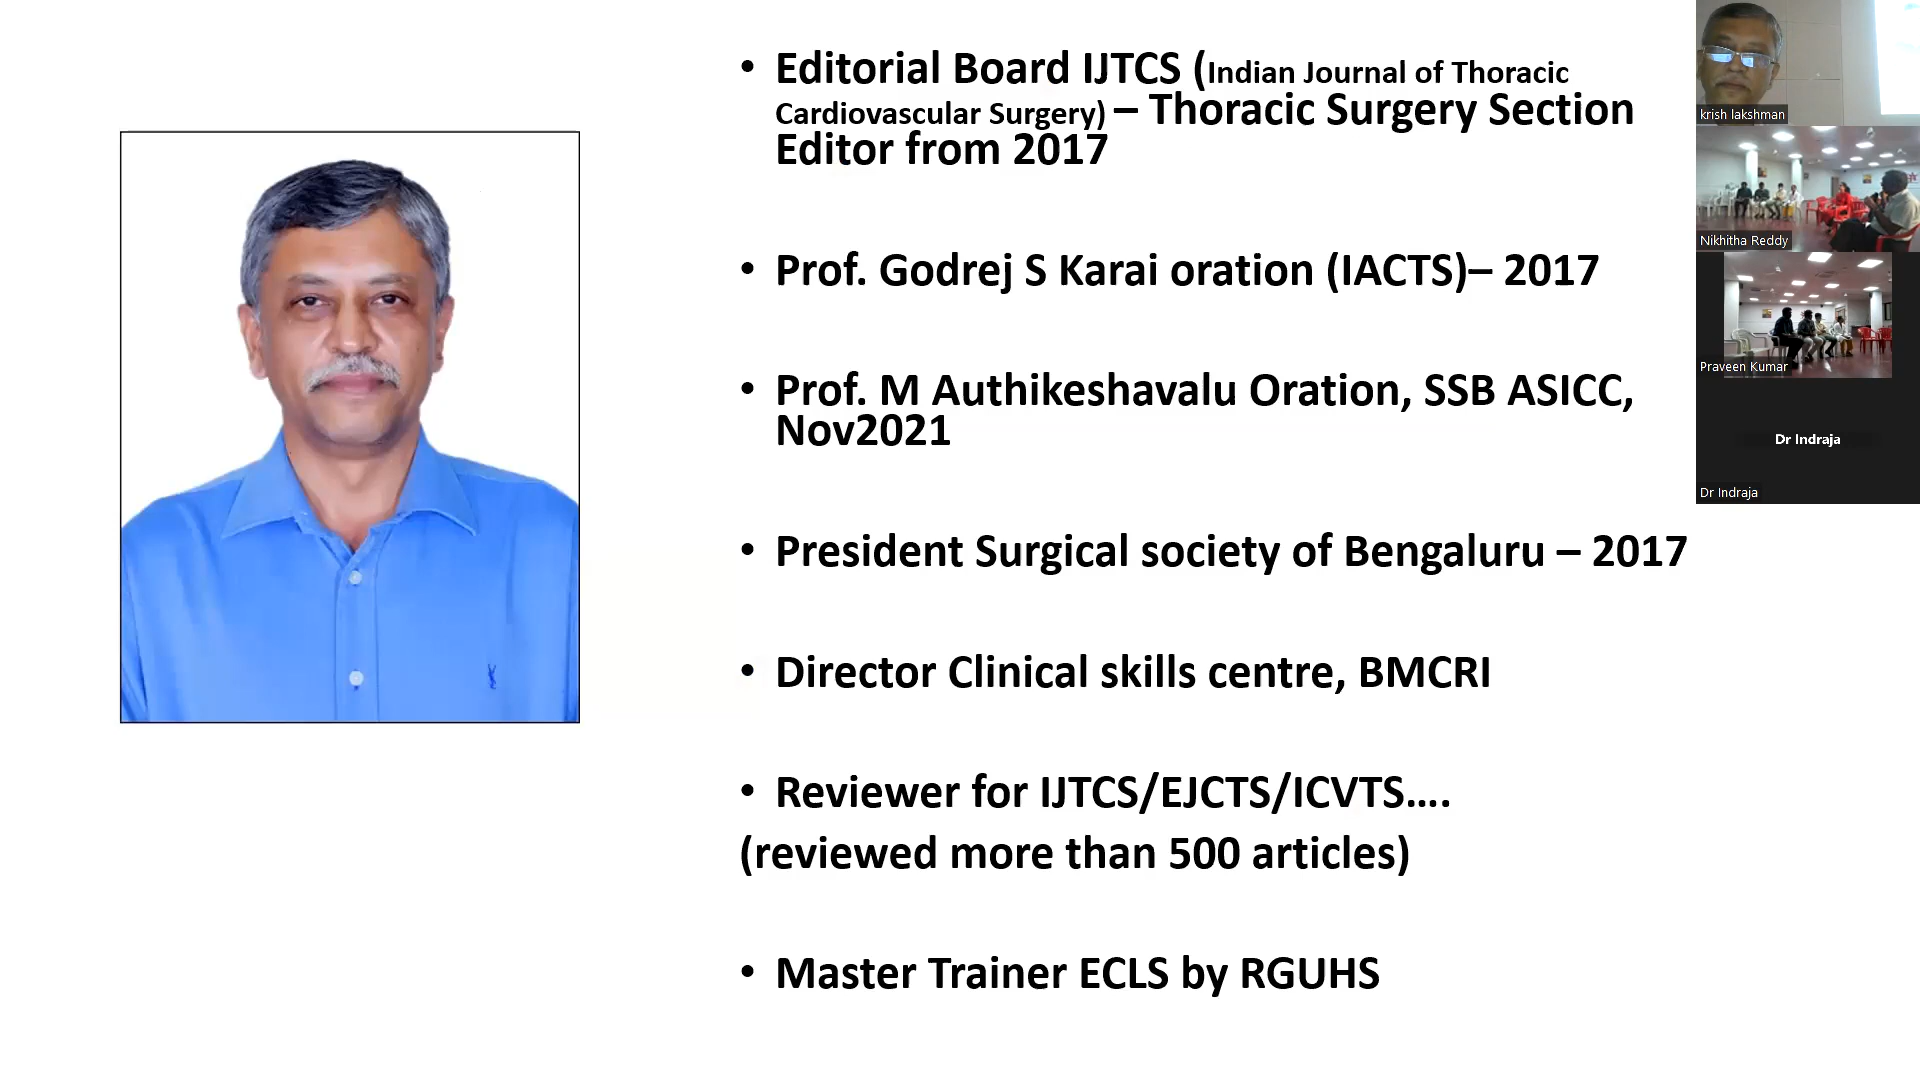 • Editorial Board IJTCS (Indian Journal of Thoracic
Cardiovascular Surgery) – Thoracic Surgery Section
Editor from 2017
• Prof. Godrej S Karai oration (IACTS)– 2017
• Prof. M Authikeshavalu Oration, SSB ASICC,
Nov2021
• President Surgical society of Bengaluru – 2017
• Director Clinical skills centre, BMCRI
• Reviewer for IJTCS/EJCTS/ICVTS....
(reviewed more than 500 articles)
• Master Trainer ECLS by RGUHS
krish lakshman
Nikhitha Reddy
Praveen Kumar
Dr Indraja
Dr Indraja